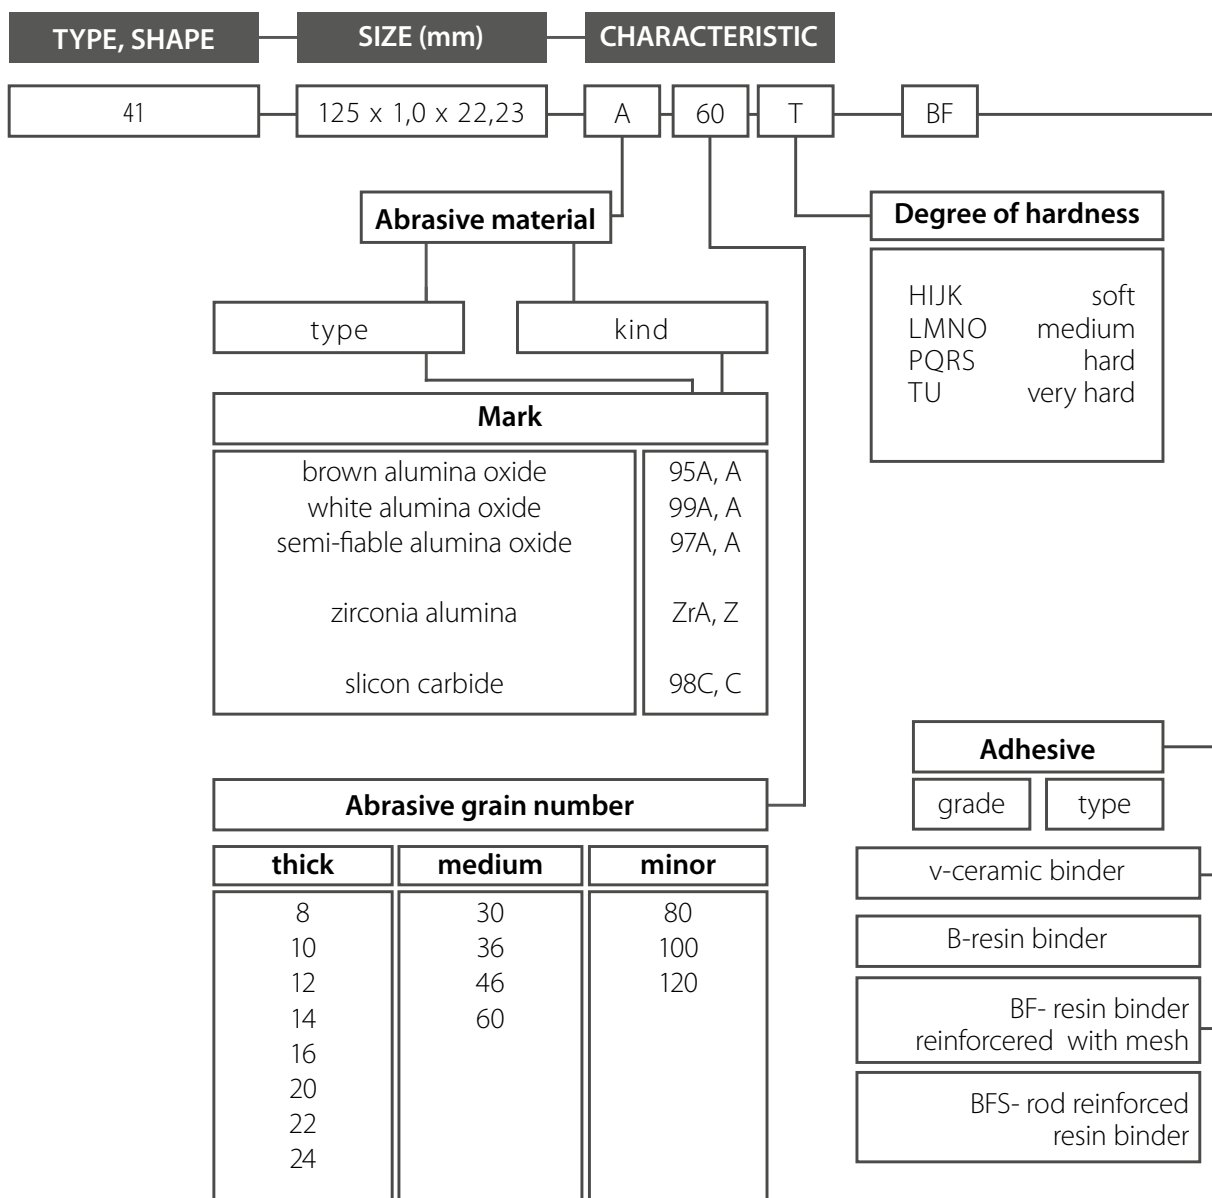 TYPE, SHAPE
SIZE (mm)
CHARACTERISTIC
41
125 x 1,0 x 22,23
A
60
T
BF
Abrasive material
Degree of hardness
HIJK soft
LMNO medium
PQRS hard
TU very hard
type
kind
Mark
brown alumina oxide 95A, A
white alumina oxide 99A, A
semi-fiable alumina oxide 97A, A
zirconia alumina ZrA, Z
slicon carbide 98C, C
Adhesive
grade
type
v-ceramic binder
B-resin binder
BF- resin binder
reinforcered with mesh
BFS- rod reinforced
resin binder
Abrasive grain number
thick medium minor
8 30 80
10 36 100
12 46 120
14 60
16
20
22
24